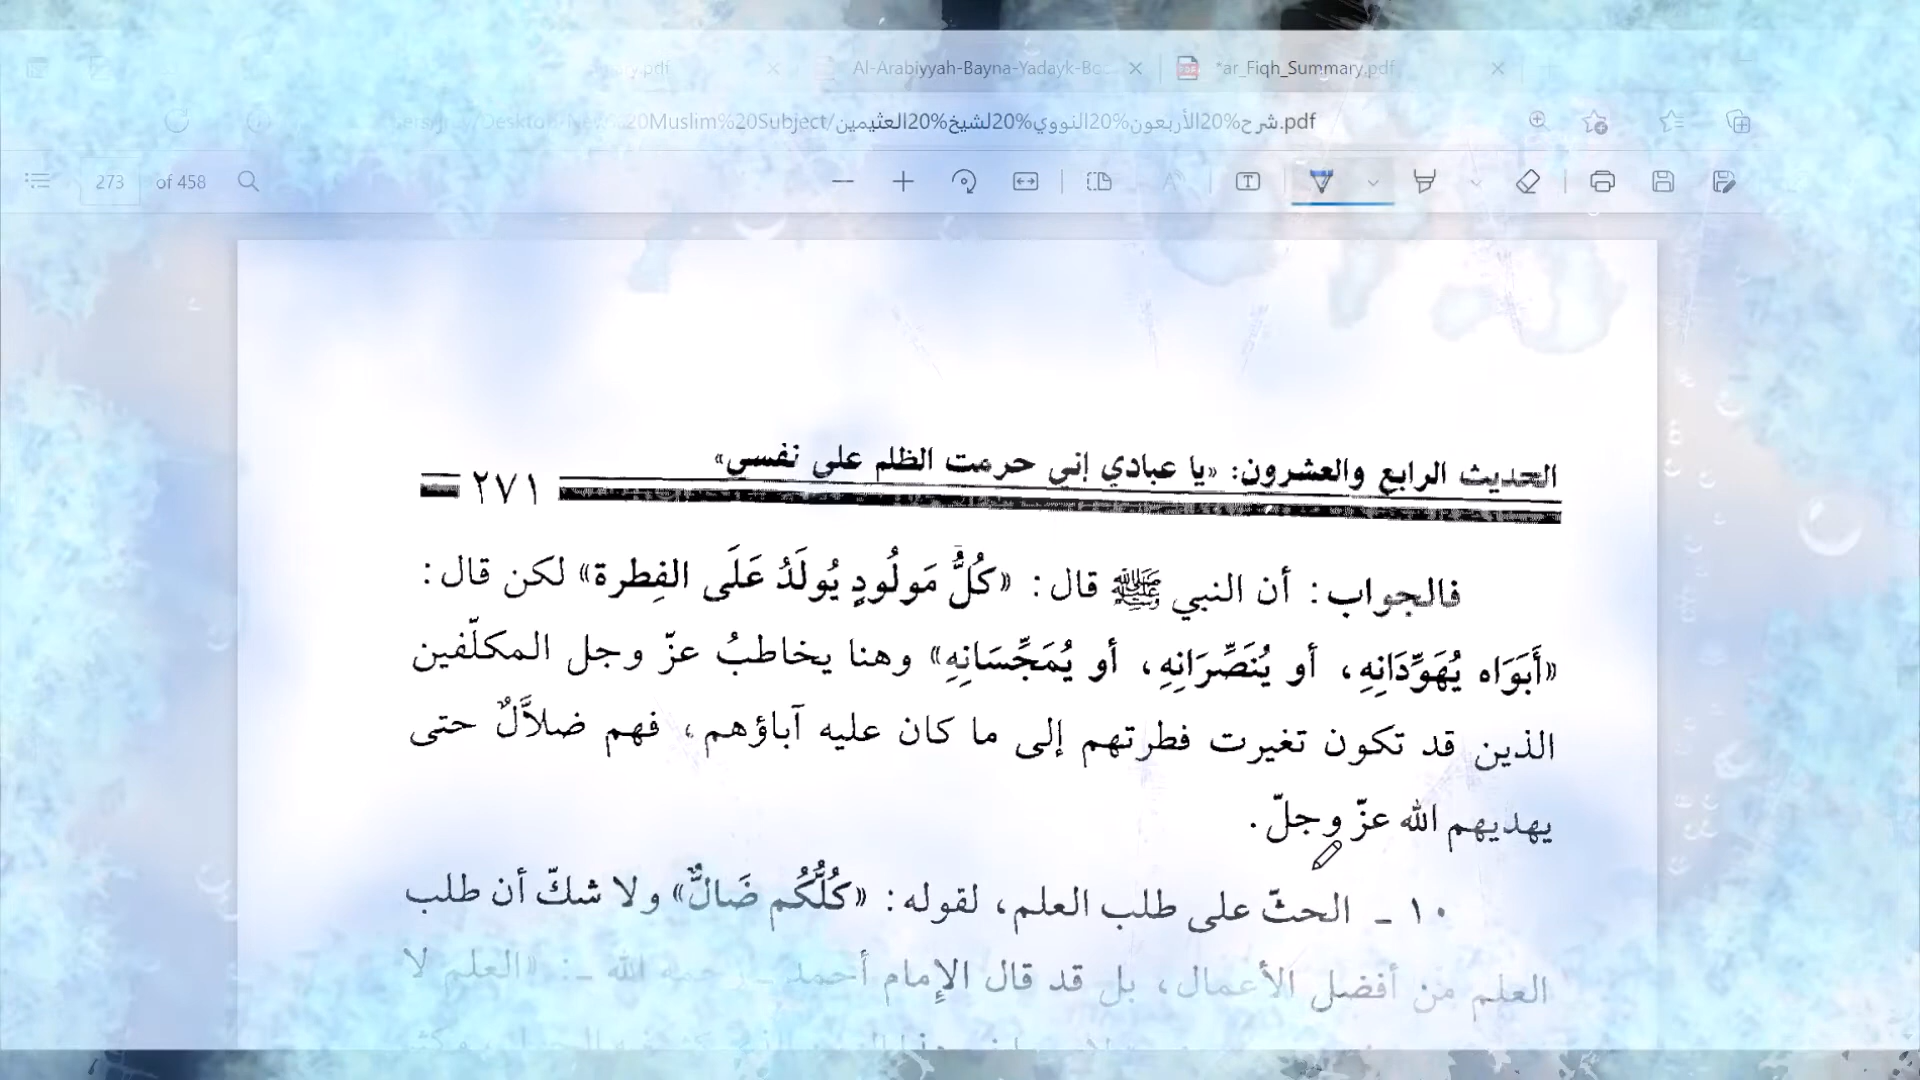 Al-Arabiyyah-Bayna-Yadayk-Bo...
*ar_Fiqh_Summary.pdf
Muslim%20Subject/شرح%20الأربعون%20النووي%20لشيخ%20العثيمين.pdf
273 of 458
الحديث الرابع والعشرون: «يا عبادي إني حرمت الظلم على نفسي»
٢٧١
فالجواب: أن النبي ﷺ قال: «كُلُّ مَولُودٍ يُولَدُ عَلَى الفِطرة» لكن قال:
«أَبَوَاه يُهَوِّدَانِهِ، أو يُنَصِّرَانِهِ، أو يُمَجِّسَانِهِ» وهنا يخاطبُ عزّ وجل المكلّفين
الذين قد تكون تغيرت فطرتهم إلى ما كان عليه آباؤهم، فهم ضلاَّلٌ حتى
يهديهم الله عزّ وجلّ.
١٠ ـ الحثّ على طلب العلم، لقوله: «كُلُّكُم ضَالٌّ» ولا شكّ أن طلب
العلم من أفضل الأعمال، بل قد قال الإمام أحمد ـ رحمه الله ـ: «العلم لا